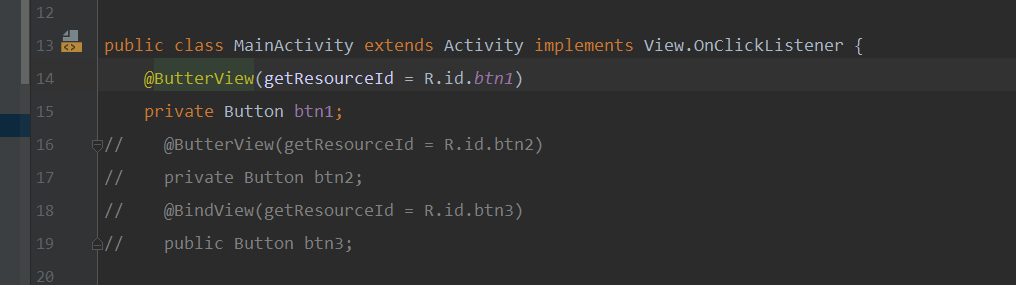 12
13 public class MainActivity extends Activity implements View.OnClickListener {
14 @ButterView(getResourceId = R.id.btn1)
15 private Button btn1;
16 // @ButterView(getResourceId = R.id.btn2)
17 // private Button btn2;
18 // @BindView(getResourceId = R.id.btn3)
19 // public Button btn3;
20